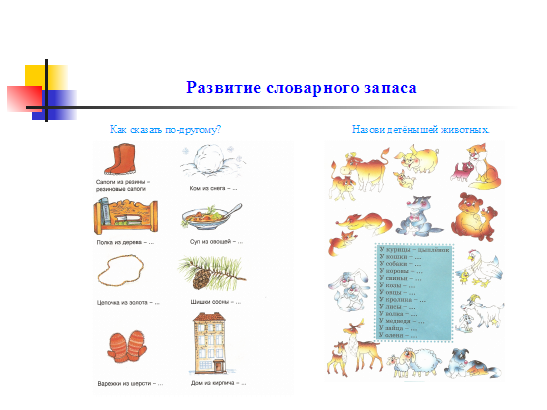 Развитие словарного запаса
Как сказать по-другому?
Сапоги из резины –
резиновые сапоги
Ком из снега – ...
Полка из дерева – ...
Суп из овощей – ...
Цепочка из золота – ...
Шишки сосны – ...
Варежки из шерсти – ...
Дом из кирпича – ...
Назови детёнышей животных.
У курицы – цыплёнок
У кошки – ...
У собаки – ...
У коровы – ...
У свиньи – ...
У козы – ...
У овцы – ...
У кролика – ...
У лисы – ...
У волка – ...
У медведя – ...
У зайца – ...
У оленя – ...